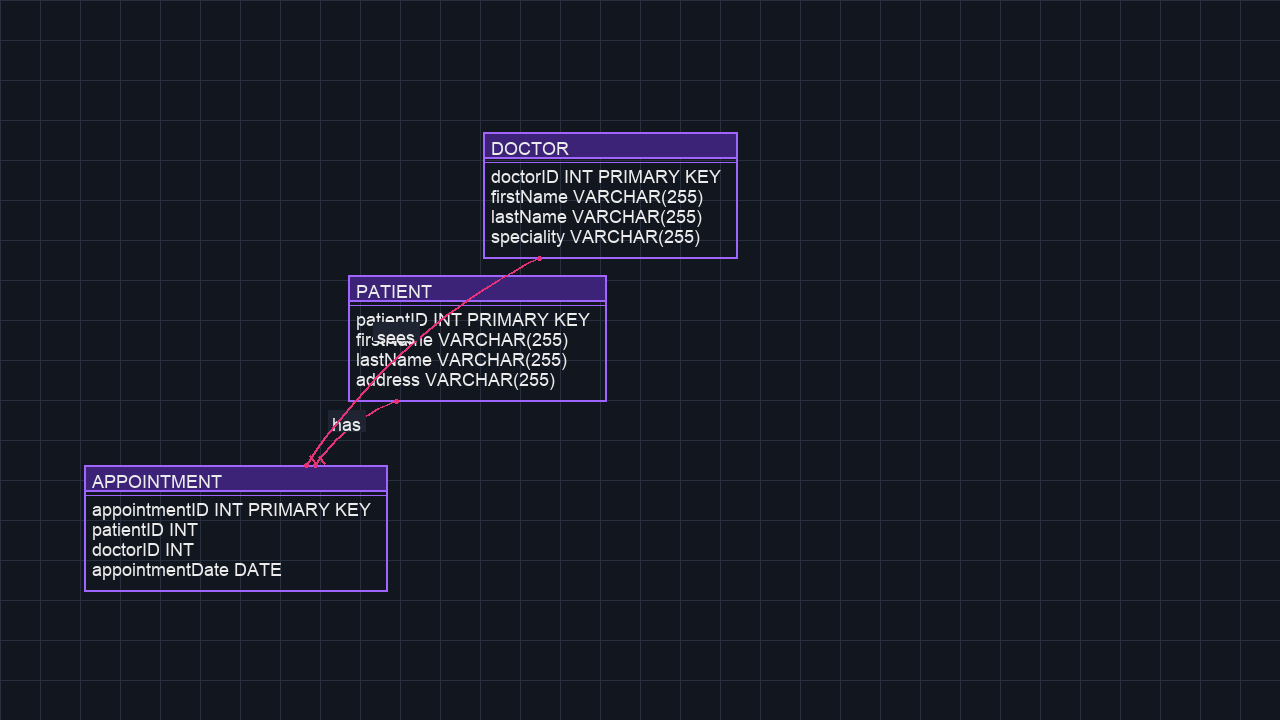 DOCTOR
doctorID INT PRIMARY KEY
firstName VARCHAR(255)
lastName VARCHAR(255)
speciality VARCHAR(255)
PATIENT
patientID INT PRIMARY KEY
sees
firstName VARCHAR(255)
lastName VARCHAR(255)
address VARCHAR(255)
has
APPOINTMENT
appointmentID INT PRIMARY KEY
patientID INT
doctorID INT
appointmentDate DATE